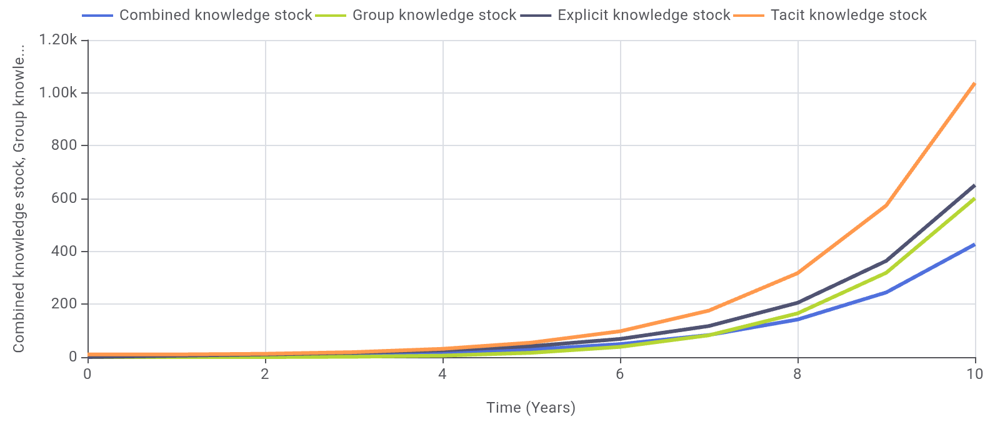 Combined knowledge stock Group knowledge stock Explicit knowledge stock Tacit knowledge stock
Combined knowledge stock, Group knowle...
1.20k
1.00k
800
600
400
200
0
0 2 4 6 8 10
Time (Years)